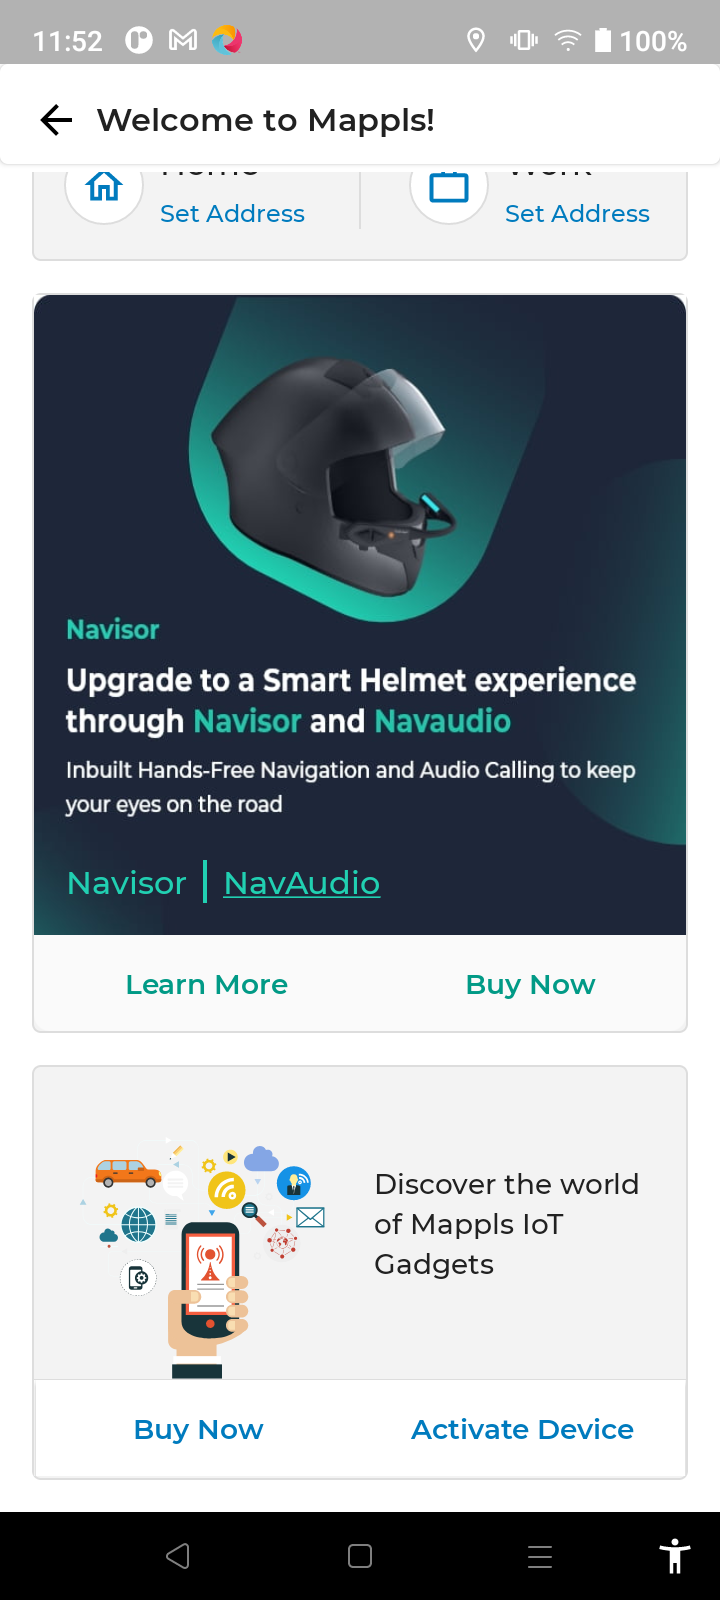 11:52
100%
Welcome to Mappls!
Home
Work
Set Address
Set Address
Navisor
Upgrade to a Smart Helmet experience
through Navisor and Navaudio
Inbuilt Hands-Free Navigation and Audio Calling to keep
your eyes on the road
Navisor | NavAudio
Learn More
Buy Now
Discover the world
of Mappls IoT
Gadgets
Buy Now
Activate Device